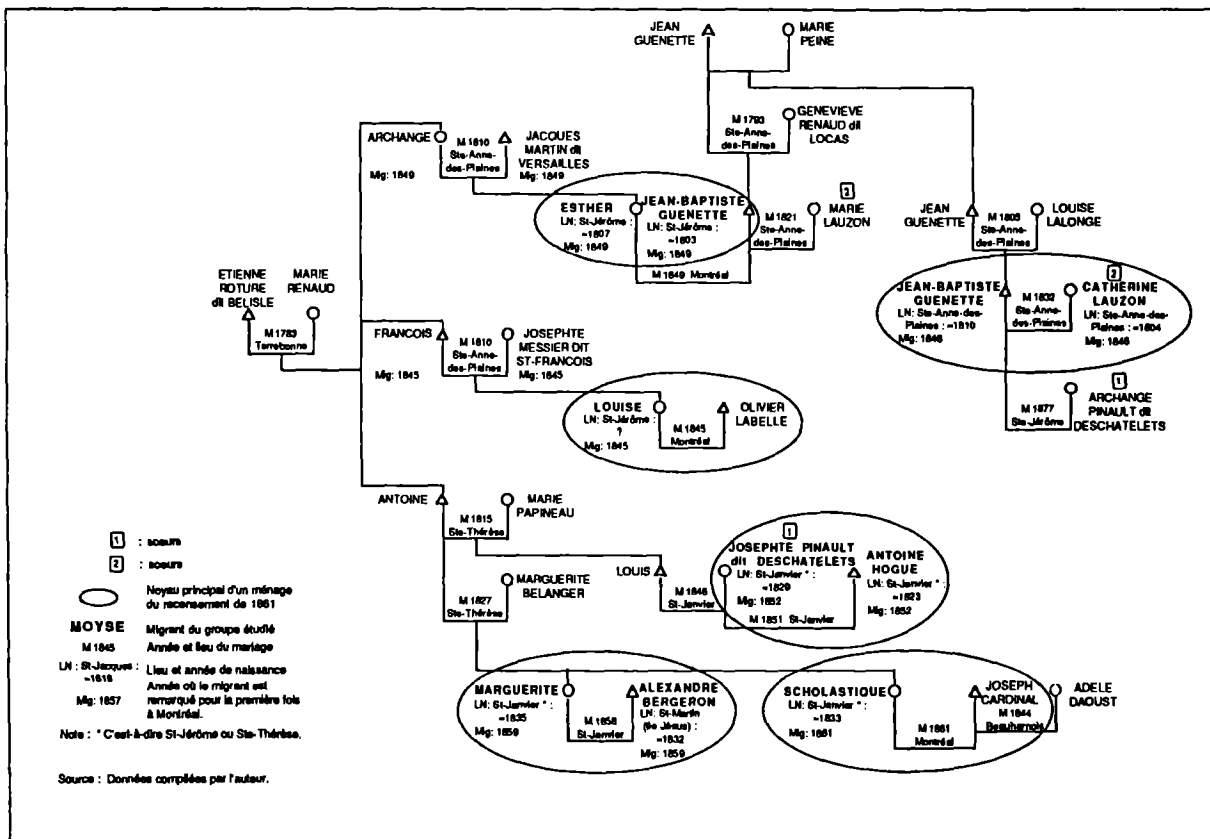 JEAN
GUENETTE
MARIE
PEINE
M 1793
Ste-Anne-
des-Plaines
GENEVIEVE
RENAUD dit
LOCAS
ARCHANGE
Mig: 1849
M 1810
Ste-Anne-
des-Plaines
JACQUES
MARTIN dit
VERSAILLES
Mig: 1849
ESTHER
LN: St-Jérôme :
~1807
Mig: 1849
JEAN-BAPTISTE
GUENETTE
LN: St-Jérôme :
~1803
Mig: 1849
M 1849 Montréal
M 1821
Ste-Anne-
des-Plaines
2
MARIE
LAUZON
JEAN
GUENETTE
M 1805
Ste-Anne-
des-Plaines
LOUISE
LALONGE
JEAN-BAPTISTE
GUENETTE
LN: Ste-Anne-des-
Plaines : ~1810
Mig: 1846
M 1832
Ste-Anne-
des-Plaines
2
CATHERINE
LAUZON
LN: Ste-Anne-des-
Plaines : ~1804
Mig: 1846
M 1877
Ste-Jérôme
1
ARCHANGE
PINAULT dit
DESCHATELETS
ETIENNE
ROTURE
dit BELISLE
MARIE
RENAUD
M 1783
Terrebonne
FRANCOIS
Mig: 1845
M 1810
Ste-Anne-
des-Plaines
JOSEPHTE
MESSIER DIT
ST-FRANCOIS
Mig: 1845
LOUISE
LN: St-Jérôme :
?
Mig: 1845
M 1845
Montréal
OLIVIER
LABELLE
ANTOINE
M 1815
Ste-Thérèse
MARIE
PAPINEAU
M 1827
Ste-Thérèse
MARGUERITE
BELANGER
LOUIS
M 1846
St-Janvier
1
JOSEPHTE PINAULT
dit DESCHATELETS
LN: St-Janvier * :
~1829
Mig: 1852
M 1851 St-Janvier
ANTOINE
HOGUE
LN: St-Janvier * :
~1823
Mig: 1852
MARGUERITE
LN: St-Janvier * :
~1835
Mig: 1859
M 1858
St-Janvier
ALEXANDRE
BERGERON
LN: St-Martin
(Ile Jésus) :
~1832
Mig: 1859
SCHOLASTIQUE
LN: St-Janvier * :
~1833
Mig: 1861
M 1861
Montréal
JOSEPH
CARDINAL
M 1844
Beauharnois
ADELE
DAOUST
1 : soeurs
2 : soeurs
Noyau principal d'un ménage
du recensement de 1861
MOYSE Migrant du groupe étudié
M 1845 Année et lieu du mariage
LN : St-Jacques : Lieu et année de naissance
~1818
Mig: 1857 Année où le migrant est
remarqué pour la première fois
à Montréal.
Note : * C'est-à-dire St-Jérôme ou Ste-Thérèse.
Source : Données compilées par l'auteur.